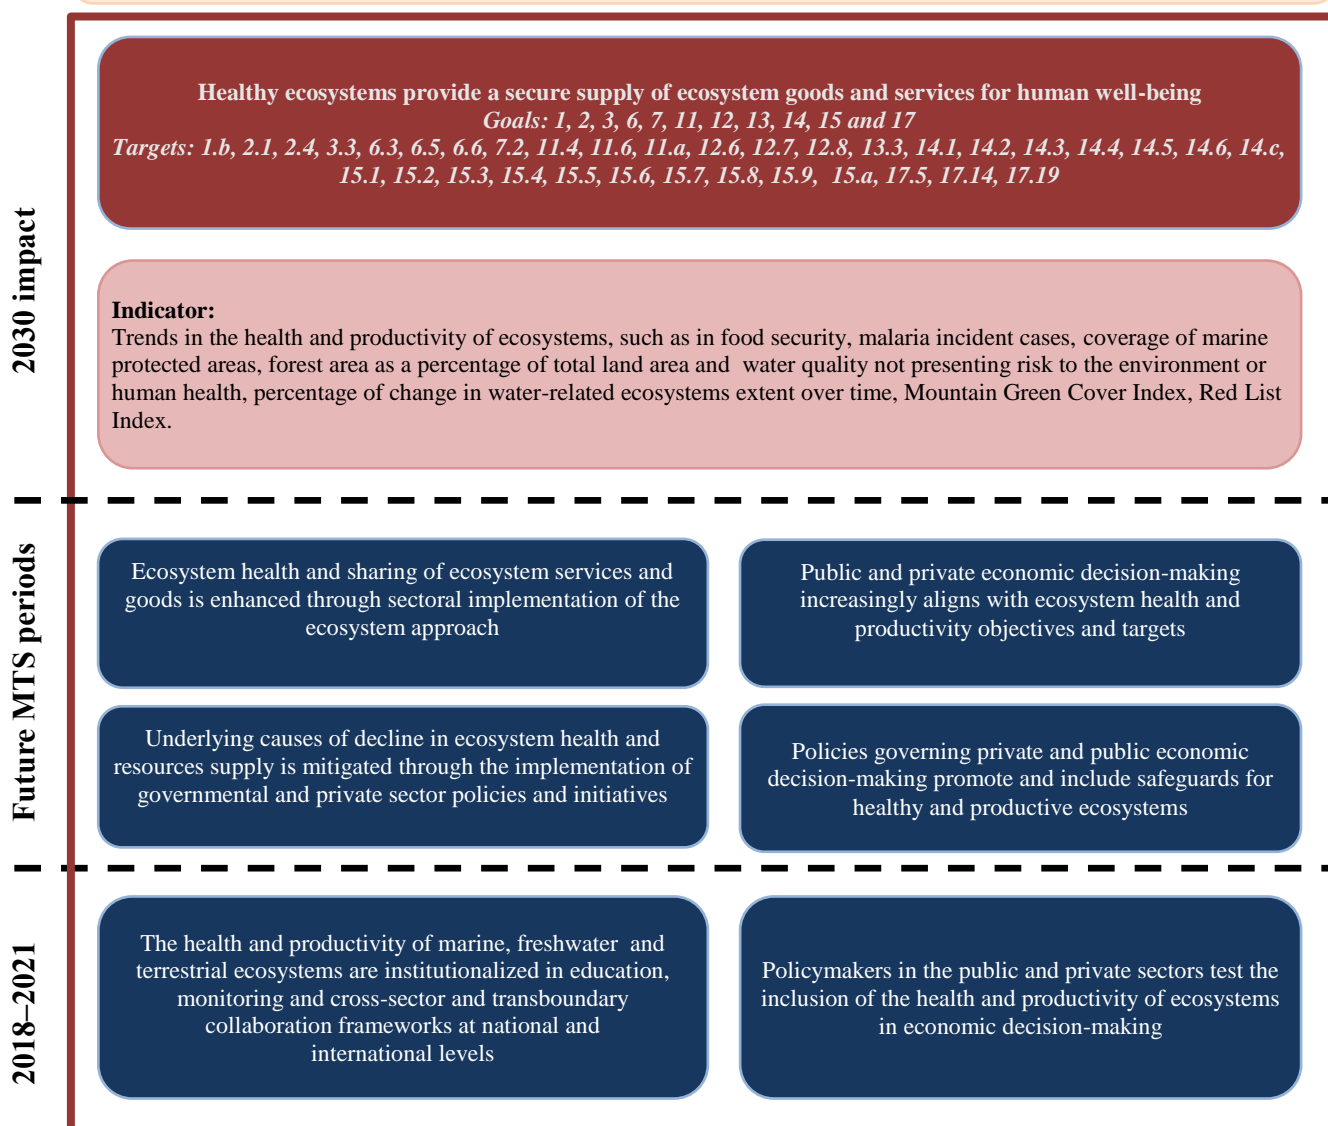 2030 impact
Healthy ecosystems provide a secure supply of ecosystem goods and services for human well-being
Goals: 1, 2, 3, 6, 7, 11, 12, 13, 14, 15 and 17
Targets: 1.b, 2.1, 2.4, 3.3, 6.3, 6.5, 6.6, 7.2, 11.4, 11.6, 11.a, 12.6, 12.7, 12.8, 13.3, 14.1, 14.2, 14.3, 14.4, 14.5, 14.6, 14.c,
15.1, 15.2, 15.3, 15.4, 15.5, 15.6, 15.7, 15.8, 15.9, 15.a, 17.5, 17.14, 17.19
Indicator:
Trends in the health and productivity of ecosystems, such as in food security, malaria incident cases, coverage of marine
protected areas, forest area as a percentage of total land area and water quality not presenting risk to the environment or
human health, percentage of change in water-related ecosystems extent over time, Mountain Green Cover Index, Red List
Index.
Future MTS periods
Ecosystem health and sharing of ecosystem services and
goods is enhanced through sectoral implementation of the
ecosystem approach
Public and private economic decision-making
increasingly aligns with ecosystem health and
productivity objectives and targets
Underlying causes of decline in ecosystem health and
resources supply is mitigated through the implementation of
governmental and private sector policies and initiatives
Policies governing private and public economic
decision-making promote and include safeguards for
healthy and productive ecosystems
2018–2021
The health and productivity of marine, freshwater and
terrestrial ecosystems are institutionalized in education,
monitoring and cross-sector and transboundary
collaboration frameworks at national and
international levels
Policymakers in the public and private sectors test the
inclusion of the health and productivity of ecosystems
in economic decision-making